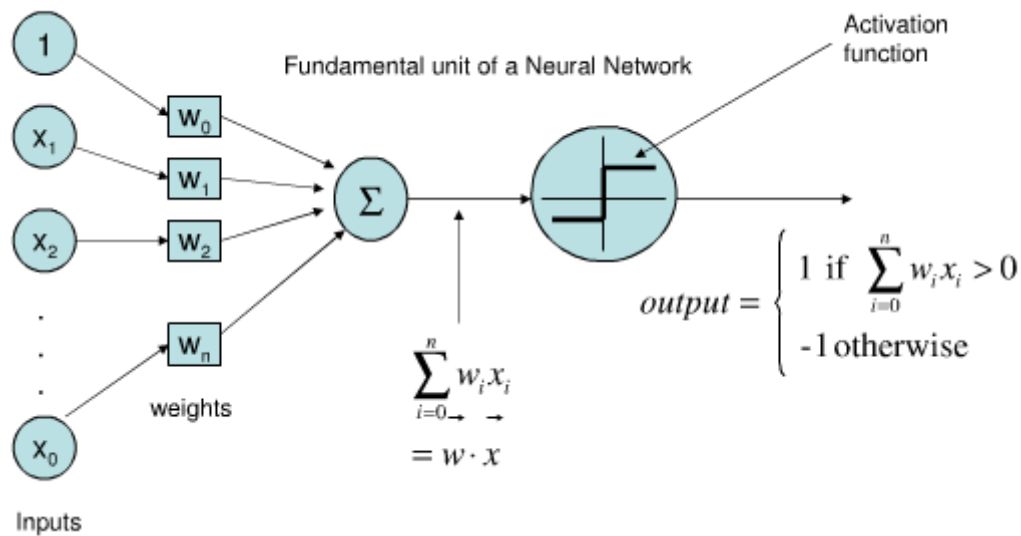 Activation
function
Fundamental unit of a Neural Network
1
x₁
x₂
.
.
.
x₀
Inputs
w₀
w₁
w₂
wₙ
weights
Σ
n
∑ wᵢxᵢ
i=0
= w⃗ · x⃗
output = { 1 if ∑ⁿᵢ₌₀ wᵢxᵢ > 0
-1 otherwise